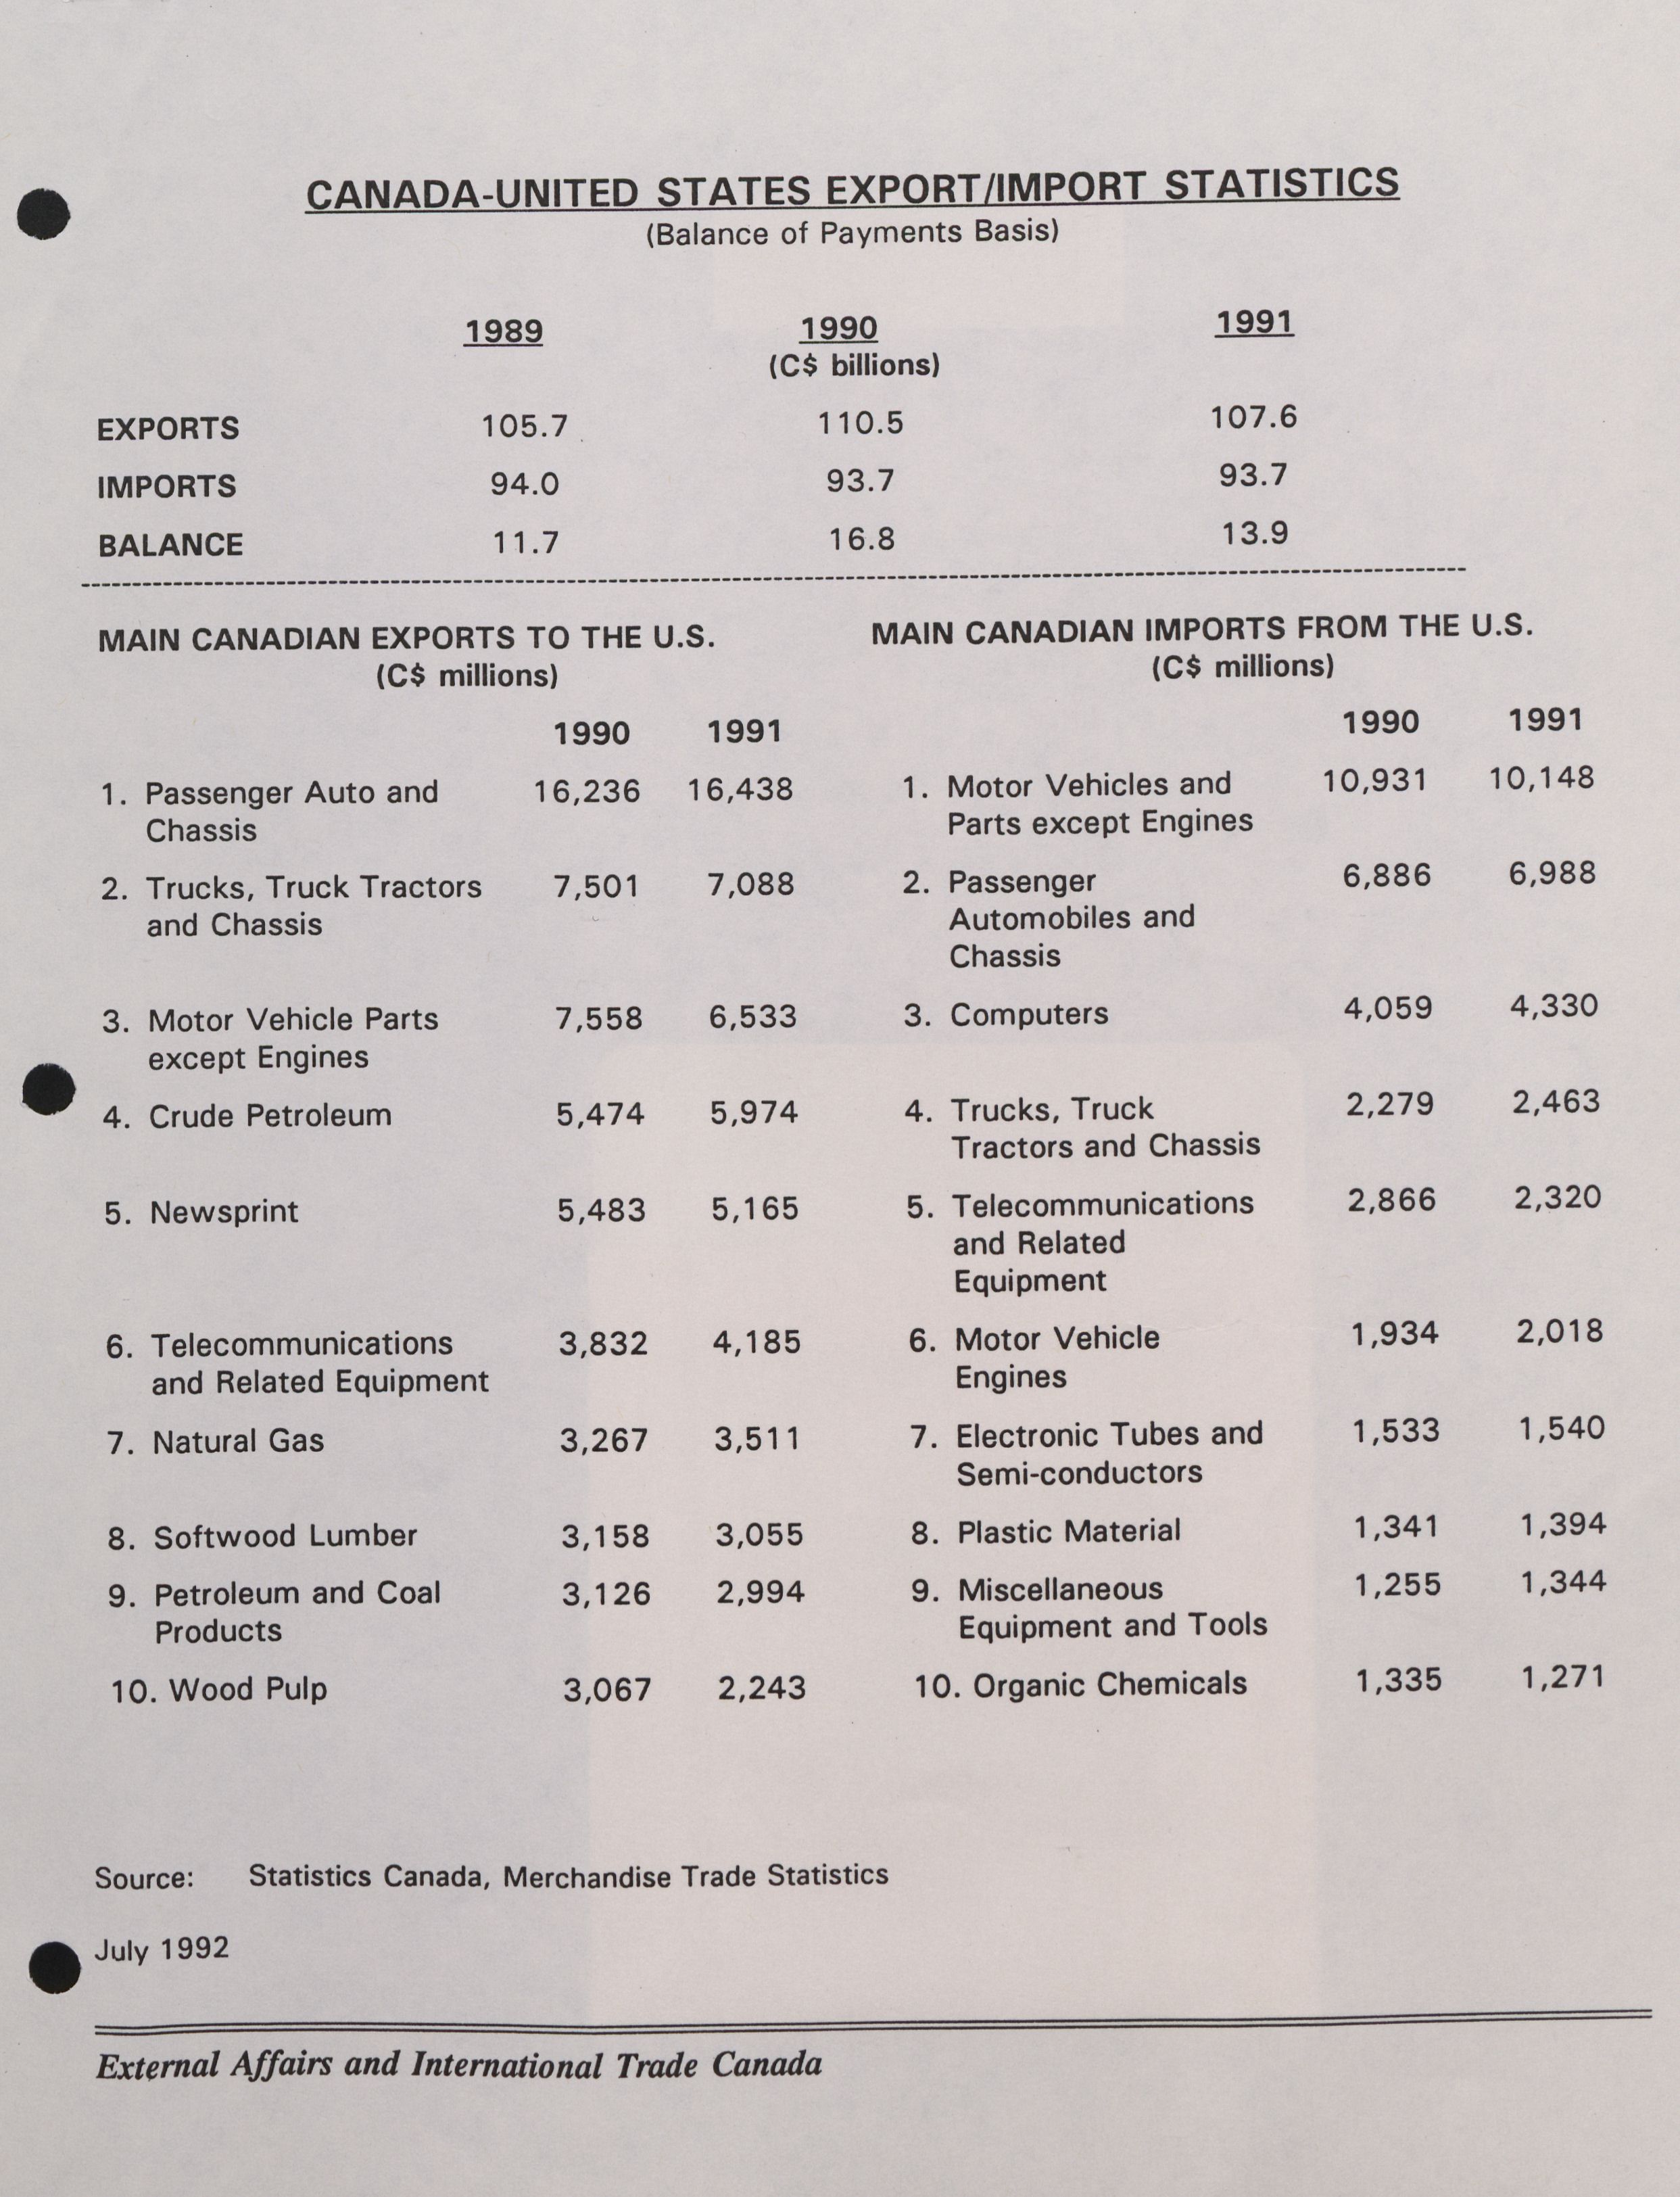 CANADA-UNITED STATES EXPORT/IMPORT STATISTICS
(Balance of Payments Basis)
1989 1990 1991
(C$ billions)
EXPORTS 105.7 110.5 107.6
IMPORTS 94.0 93.7 93.7
BALANCE 11.7 16.8 13.9
MAIN CANADIAN EXPORTS TO THE U.S.
(C$ millions)
1990 1991
1. Passenger Auto and 16,236 16,438
Chassis
2. Trucks, Truck Tractors 7,501 7,088
and Chassis
3. Motor Vehicle Parts 7,558 6,533
except Engines
4. Crude Petroleum 5,474 5,974
5. Newsprint 5,483 5,165
6. Telecommunications 3,832 4,185
and Related Equipment
7. Natural Gas 3,267 3,511
8. Softwood Lumber 3,158 3,055
9. Petroleum and Coal 3,126 2,994
Products
10. Wood Pulp 3,067 2,243
MAIN CANADIAN IMPORTS FROM THE U.S.
(C$ millions)
1990 1991
1. Motor Vehicles and 10,931 10,148
Parts except Engines
2. Passenger 6,886 6,988
Automobiles and
Chassis
3. Computers 4,059 4,330
4. Trucks, Truck 2,279 2,463
Tractors and Chassis
5. Telecommunications 2,866 2,320
and Related
Equipment
6. Motor Vehicle 1,934 2,018
Engines
7. Electronic Tubes and 1,533 1,540
Semi-conductors
8. Plastic Material 1,341 1,394
9. Miscellaneous 1,255 1,344
Equipment and Tools
10. Organic Chemicals 1,335 1,271
Source: Statistics Canada, Merchandise Trade Statistics
July 1992
External Affairs and International Trade Canada